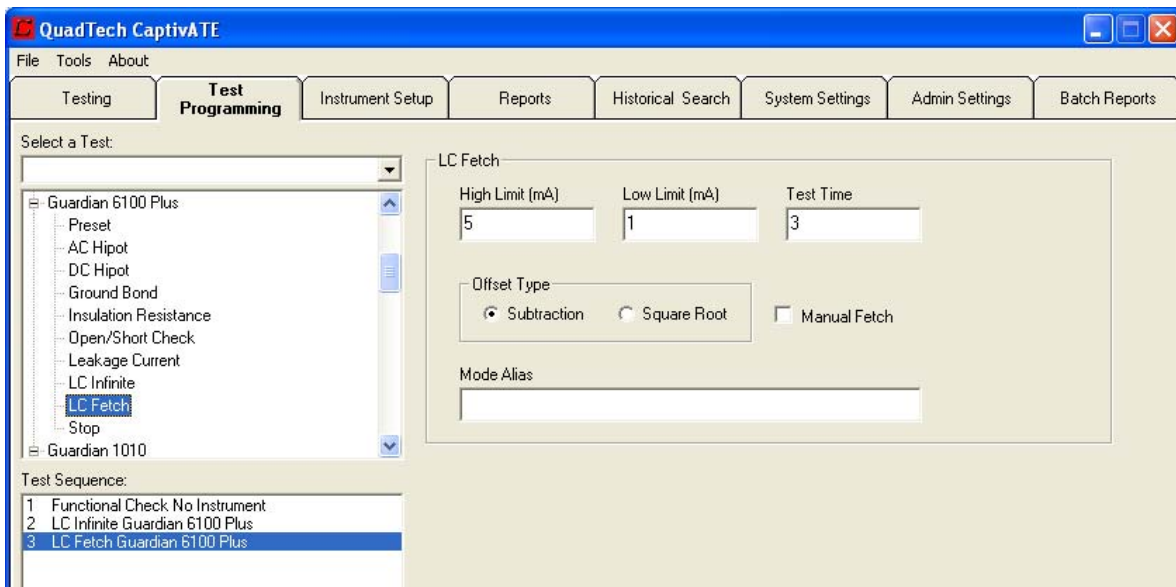 QuadTech CaptivATE
File Tools About
Testing
Test Programming
Instrument Setup
Reports
Historical Search
System Settings
Admin Settings
Batch Reports
Select a Test:
Guardian 6100 Plus
Preset
AC Hipot
DC Hipot
Ground Bond
Insulation Resistance
Open/Short Check
Leakage Current
LC Infinite
LC Fetch
Stop
Guardian 1010
Test Sequence:
1 Functional Check No Instrument
2 LC Infinite Guardian 6100 Plus
3 LC Fetch Guardian 6100 Plus
LC Fetch
High Limit (mA) Low Limit (mA) Test Time
5 1 3
Offset Type
Subtraction Square Root Manual Fetch
Mode Alias